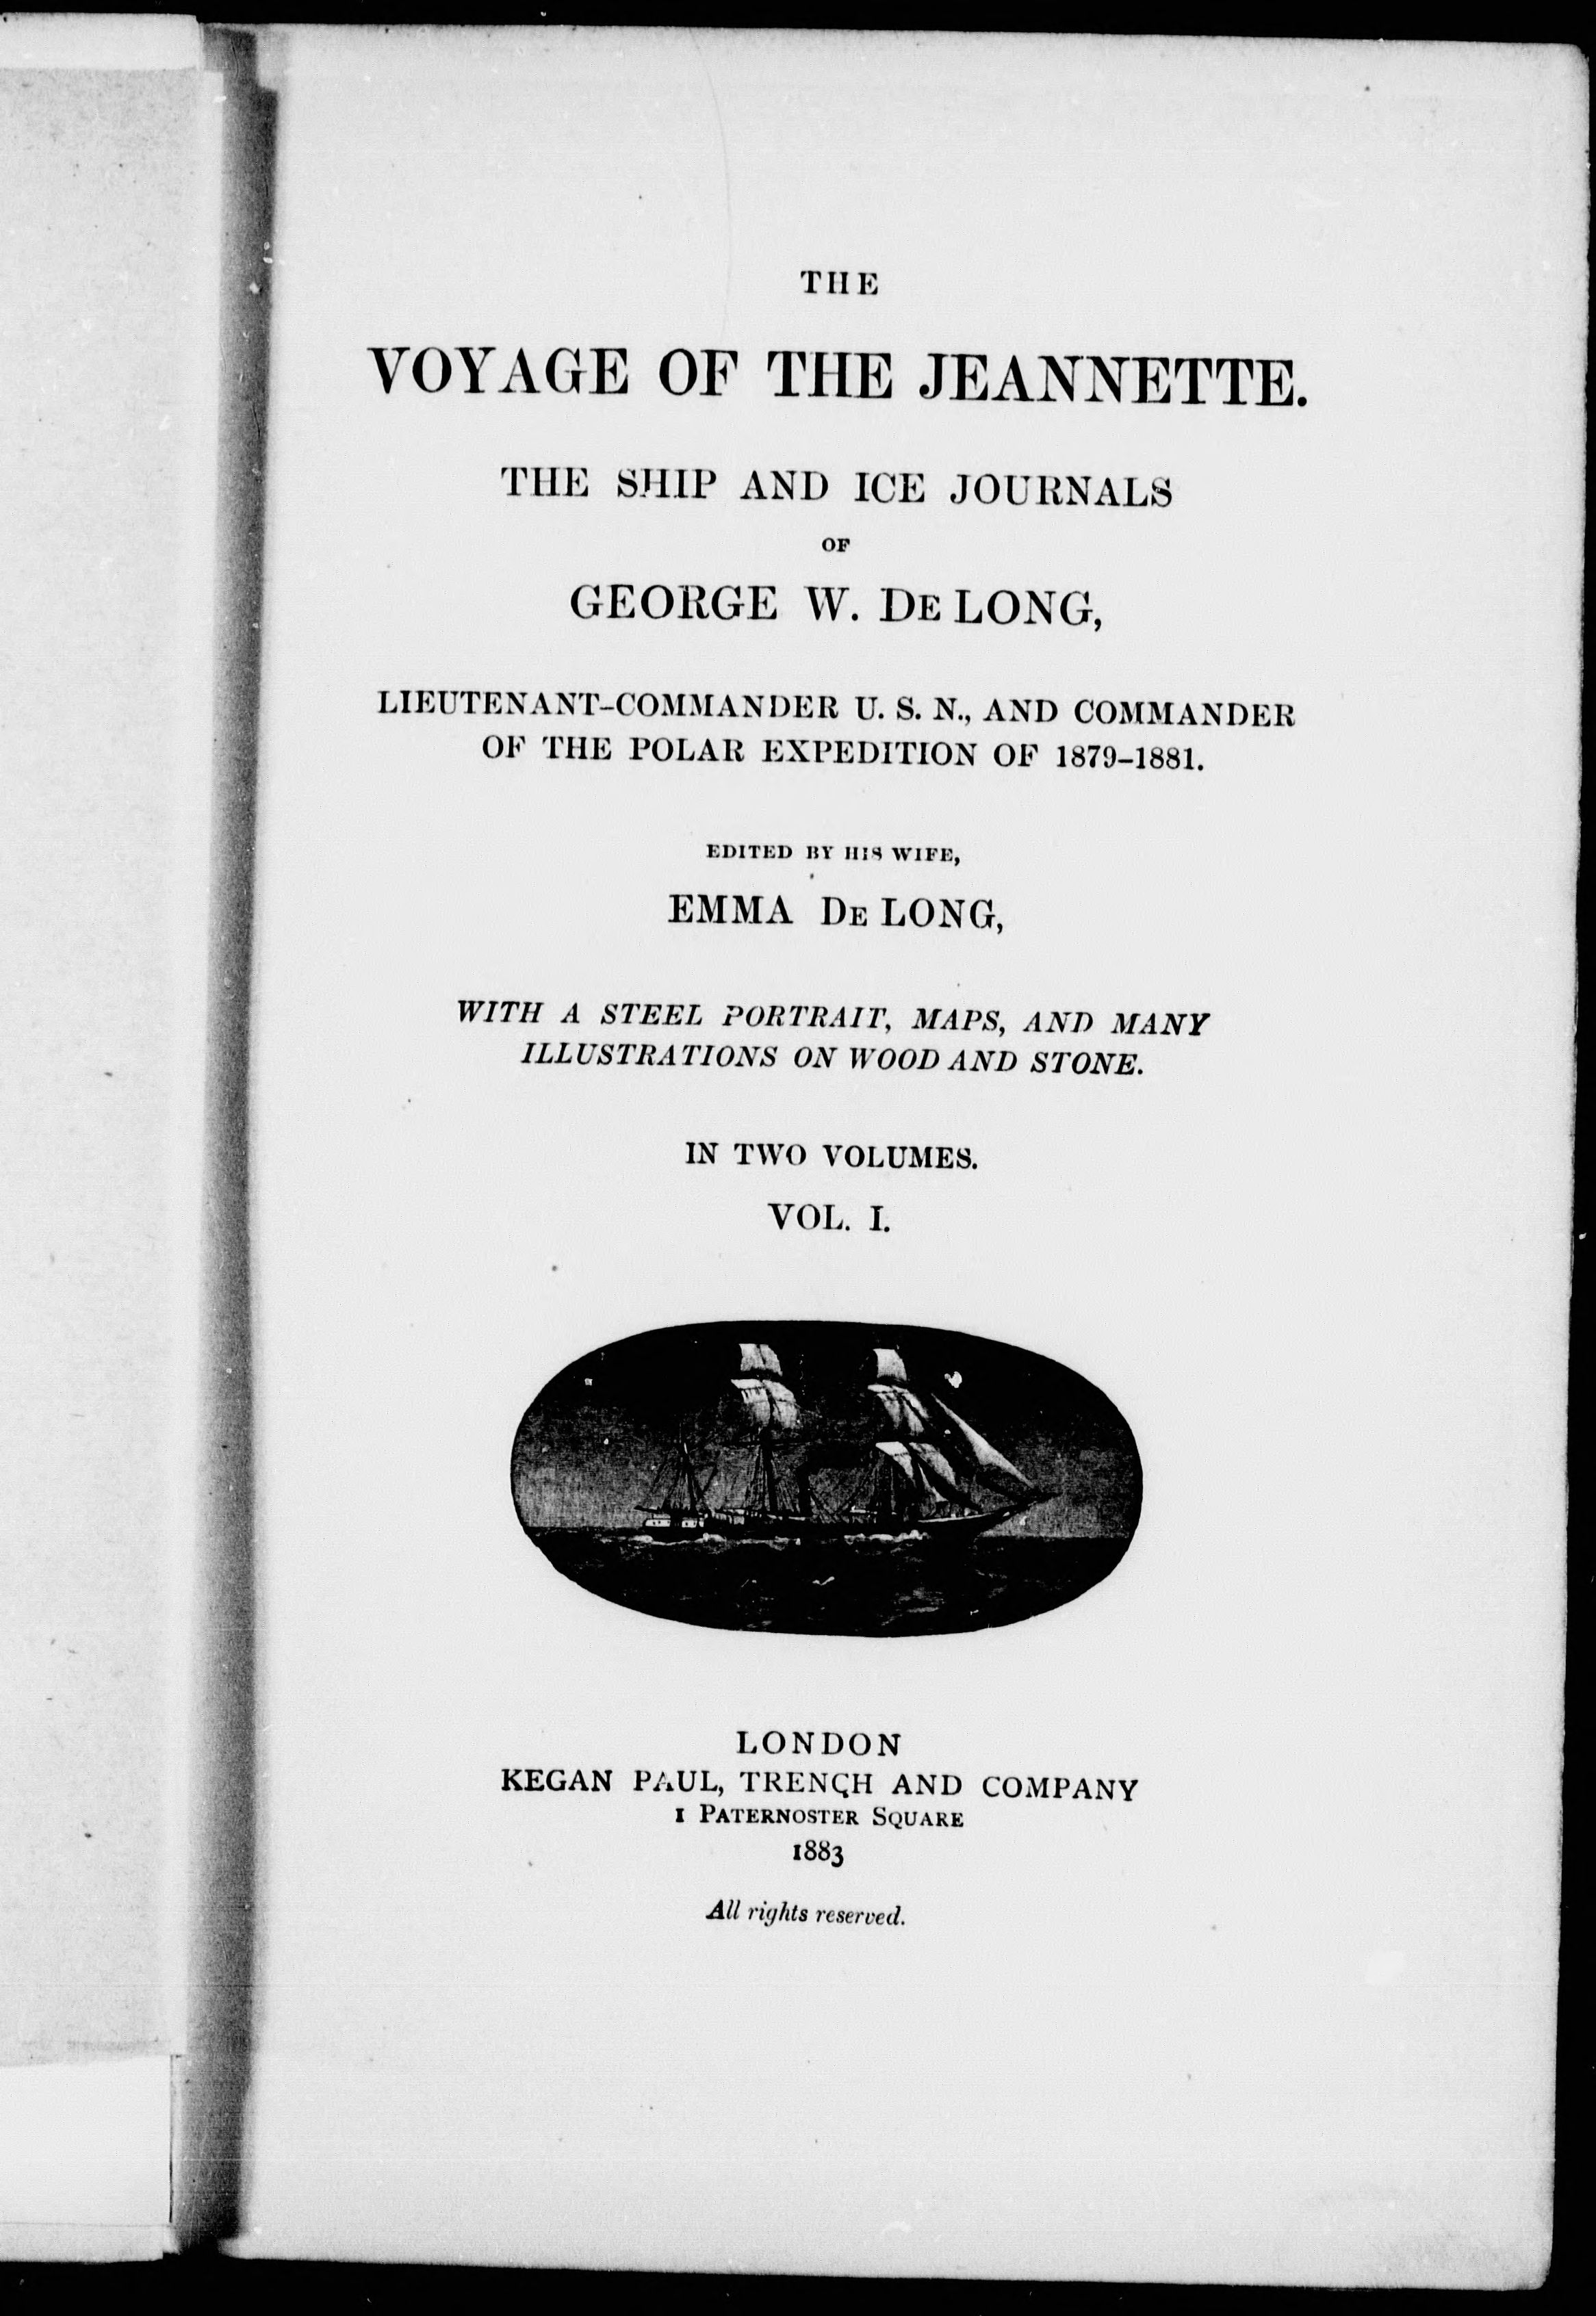 THE
VOYAGE OF THE JEANNETTE.
THE SHIP AND ICE JOURNALS
OF
GEORGE W. DE LONG,
LIEUTENANT-COMMANDER U. S. N., AND COMMANDER
OF THE POLAR EXPEDITION OF 1879-1881.
EDITED BY HIS WIFE,
EMMA DE LONG,
WITH A STEEL PORTRAIT, MAPS, AND MANY
ILLUSTRATIONS ON WOOD AND STONE.
IN TWO VOLUMES.
VOL. I.
LONDON
KEGAN PAUL, TRENCH AND COMPANY
1 PATERNOSTER SQUARE
1883
All rights reserved.